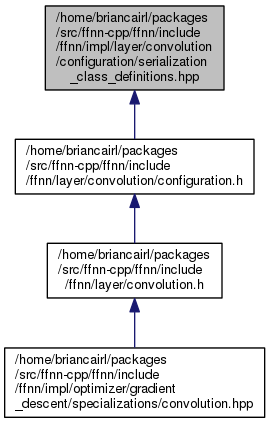 /home/briancairl/packages
/src/ffnn-cpp/ffnn/include
/ffnn/impl/layer/convolution
/configuration/serialization
_class_definitions.hpp
/home/briancairl/packages
/src/ffnn-cpp/ffnn/include
/ffnn/layer/convolution/configuration.h
/home/briancairl/packages
/src/ffnn-cpp/ffnn/include
/ffnn/layer/convolution.h
/home/briancairl/packages
/src/ffnn-cpp/ffnn/include
/ffnn/impl/optimizer/gradient
_descent/specializations/convolution.hpp